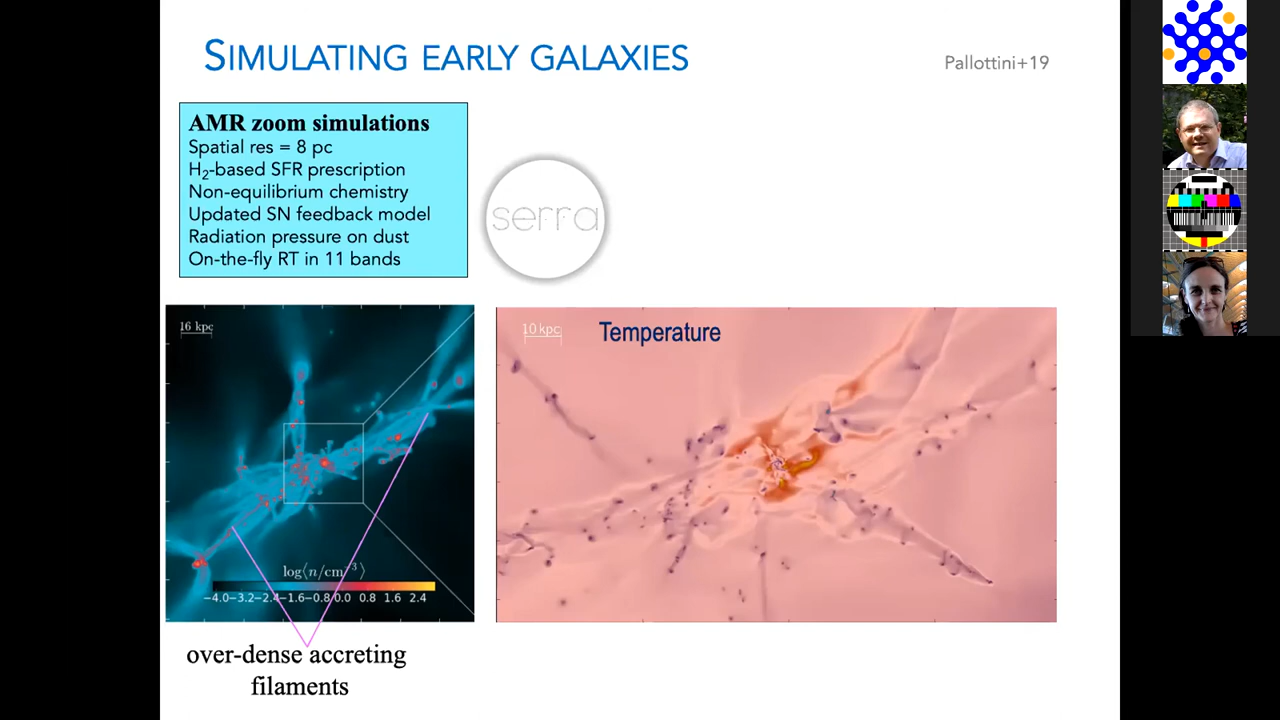 SIMULATING EARLY GALAXIES
Pallottini+19
AMR zoom simulations
Spatial res = 8 pc
H₂-based SFR prescription
Non-equilibrium chemistry
Updated SN feedback model
Radiation pressure on dust
On-the-fly RT in 11 bands
serra
16 kpc
log⟨n/cm⁻³⟩
−4.0−3.2−2.4−1.6−0.8 0.0 0.8 1.6 2.4
10 kpc
Temperature
over-dense accreting
filaments